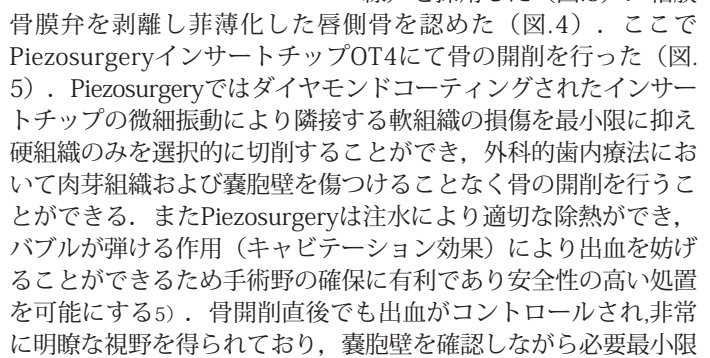 骨膜弁を剥離し菲薄化した唇側骨を認めた（図.4）．ここで
PiezosurgeryインサートチップOT4にて骨の開削を行った（図.
5）．Piezosurgeryではダイヤモンドコーティングされたインサー
トチップの微細振動により隣接する軟組織の損傷を最小限に抑え
硬組織のみを選択的に切削することができ，外科的歯内療法にお
いて肉芽組織および嚢胞壁を傷つけることなく骨の開削を行うこ
とができる．またPiezosurgeryは注水により適切な除熱ができ，
バブルが弾ける作用（キャビテーション効果）により出血を妨げ
ることができるため手術野の確保に有利であり安全性の高い処置
を可能にする5）．骨開削直後でも出血がコントロールされ,非常
に明瞭な視野を得られており，嚢胞壁を確認しながら必要最小限